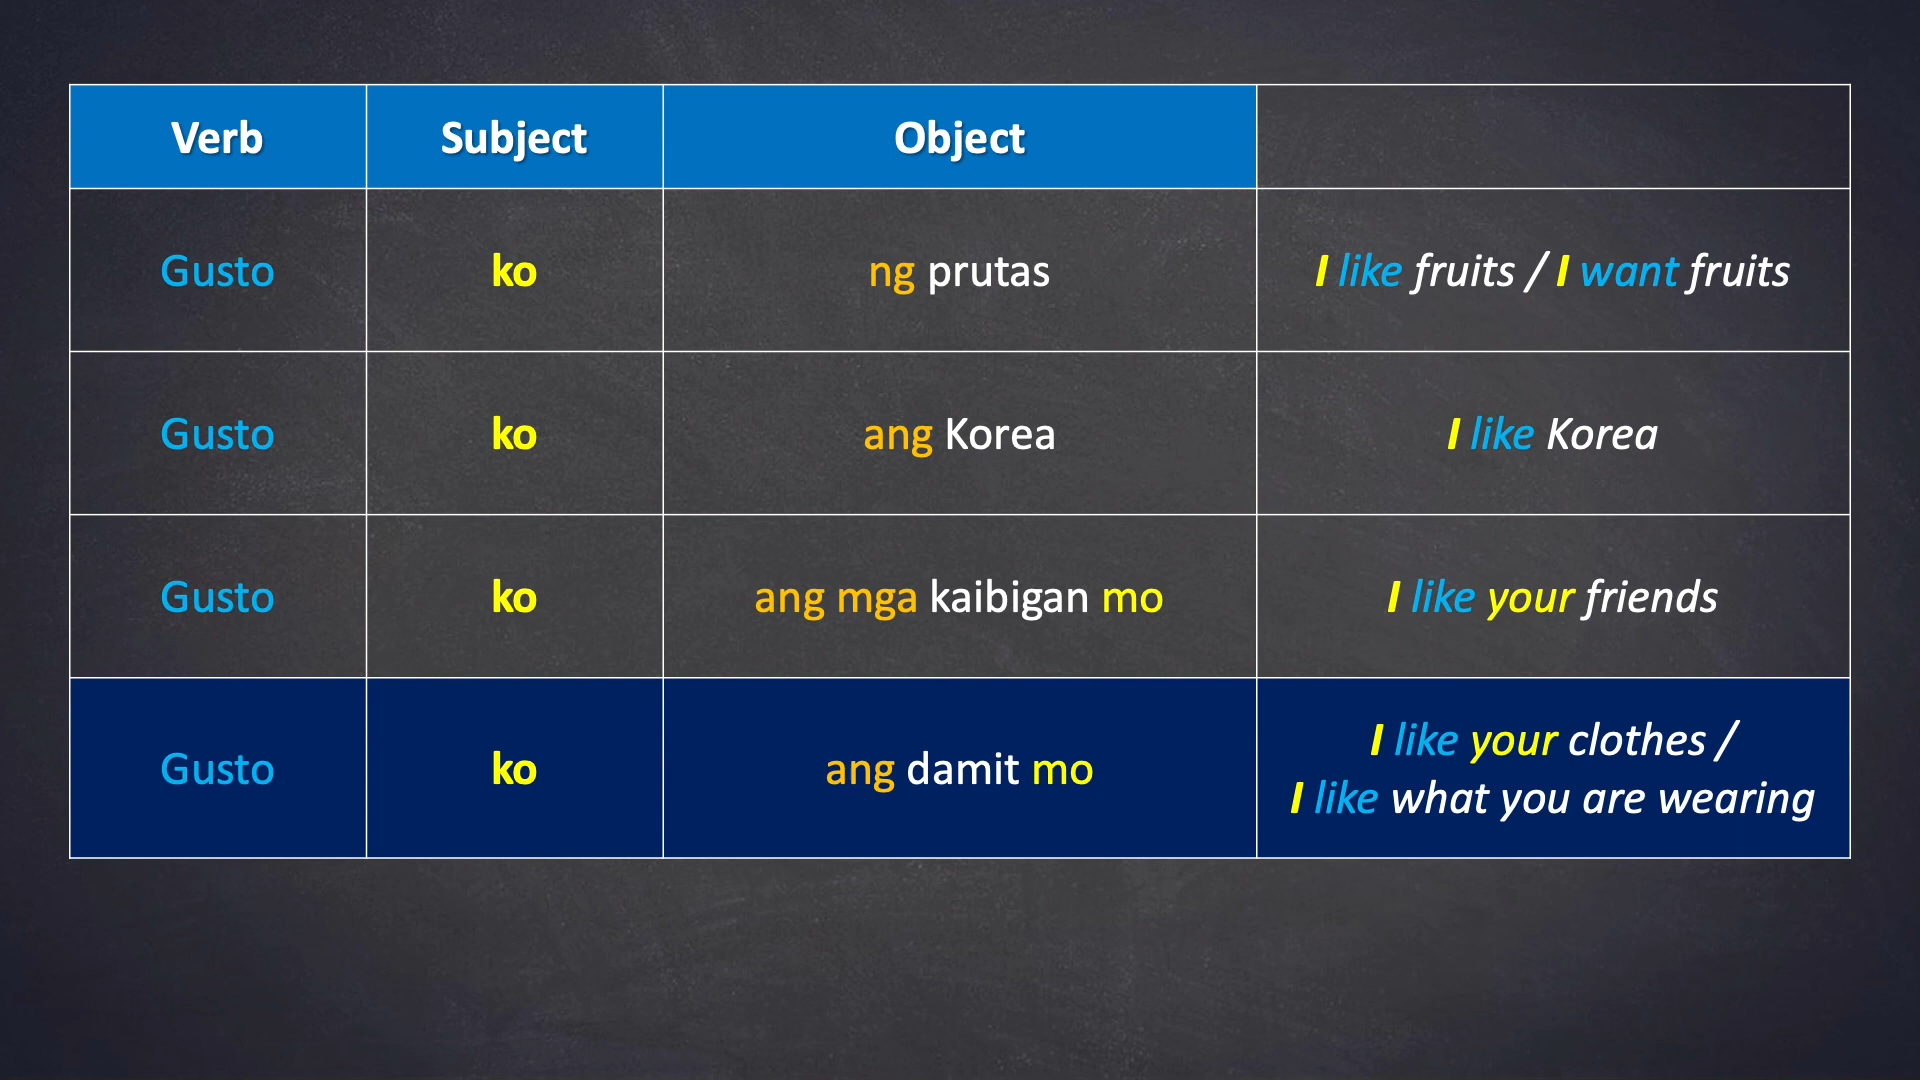 Verb Subject Object
Gusto ko ng prutas I like fruits / I want fruits
Gusto ko ang Korea I like Korea
Gusto ko ang mga kaibigan mo I like your friends
Gusto ko ang damit mo I like your clothes /
I like what you are wearing